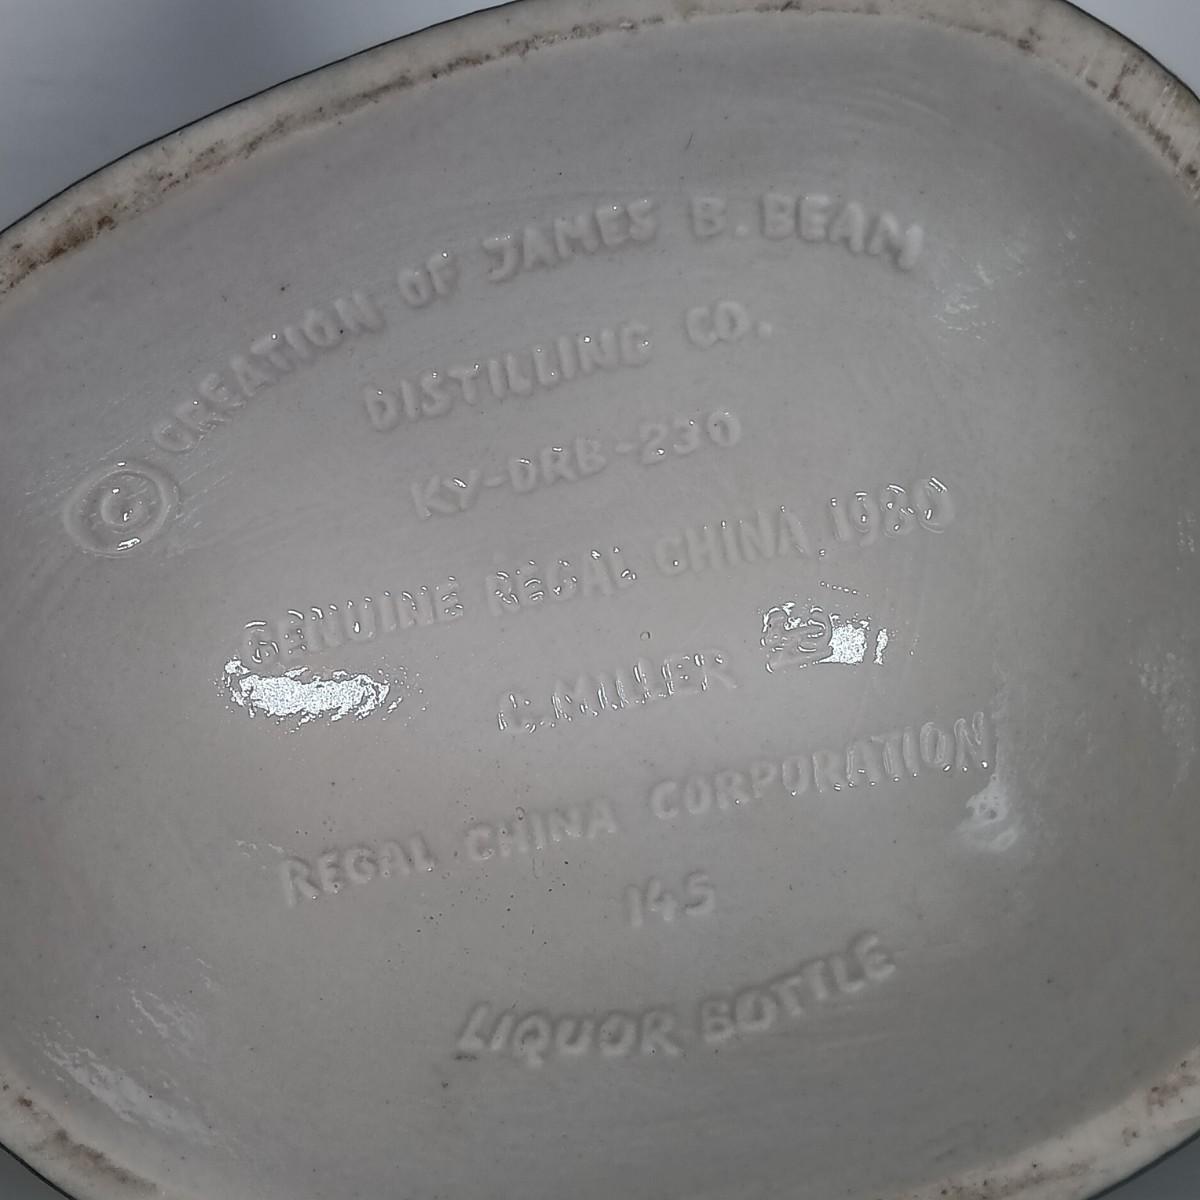 © CREATION OF JAMES B. BEAM
DISTILLING CO.
KY-DRB-230
GENUINE REGAL CHINA, 1980
C. MILLER
REGAL CHINA CORPORATION
145
LIQUOR BOTTLE